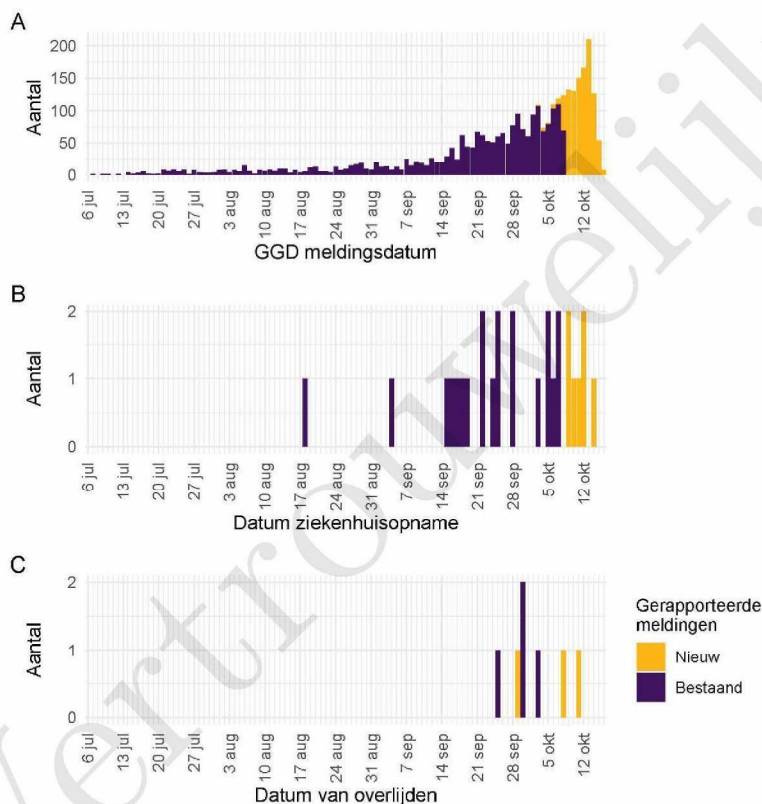 A
Aantal
200
150
100
50
0
6 jul 13 jul 20 jul 27 jul 3 aug 10 aug 17 aug 24 aug 31 aug 7 sep 14 sep 21 sep 28 sep 5 okt 12 okt
GGD meldingsdatum
B
Aantal
2
1
0
6 jul 13 jul 20 jul 27 jul 3 aug 10 aug 17 aug 24 aug 31 aug 7 sep 14 sep 21 sep 28 sep 5 okt 12 okt
Datum ziekenhuisopname
C
Aantal
2
1
0
6 jul 13 jul 20 jul 27 jul 3 aug 10 aug 17 aug 24 aug 31 aug 7 sep 14 sep 21 sep 28 sep 5 okt 12 okt
Datum van overlijden
Gerapporteerde
meldingen
Nieuw
Bestaand
Vertrouwelijk